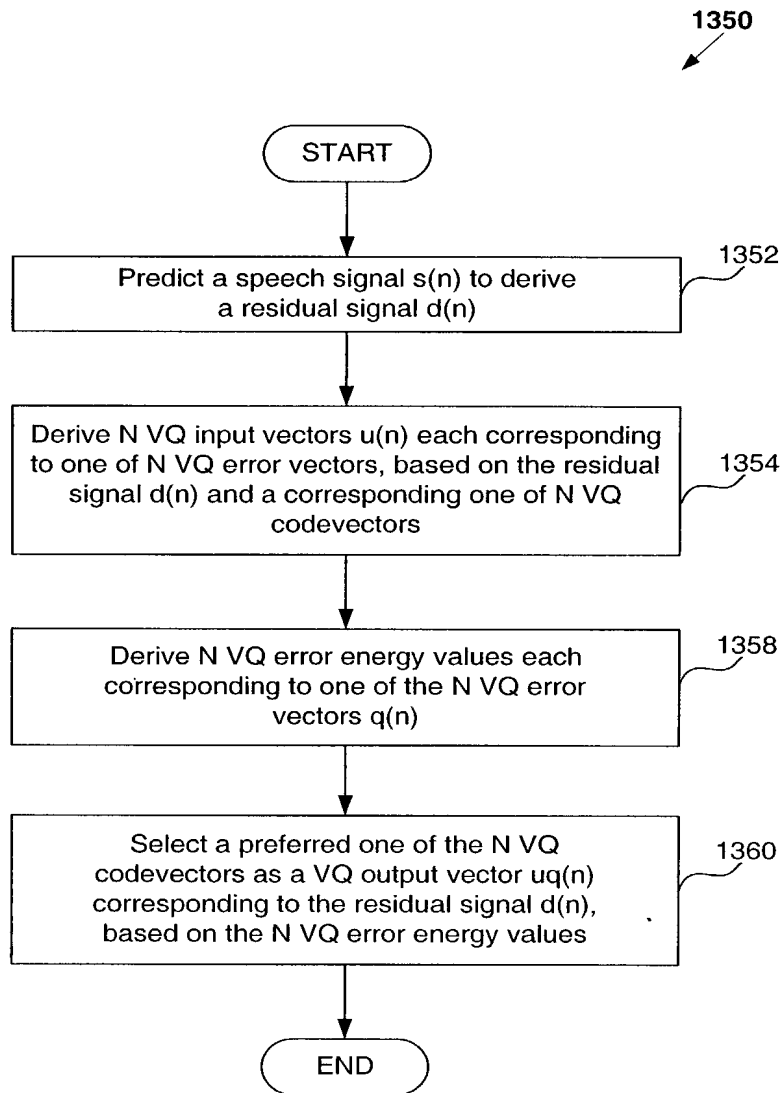 1350
START
1352
Predict a speech signal s(n) to derive
a residual signal d(n)
Derive N VQ input vectors u(n) each corresponding
to one of N VQ error vectors, based on the residual
signal d(n) and a corresponding one of N VQ
codevectors
1354
Derive N VQ error energy values each
corresponding to one of the N VQ error
vectors q(n)
1358
Select a preferred one of the N VQ
codevectors as a VQ output vector uq(n)
corresponding to the residual signal d(n),
based on the N VQ error energy values
1360
END